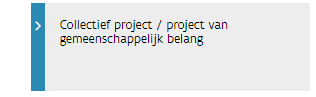 Collectief project / project van
gemeenschappelijk belang